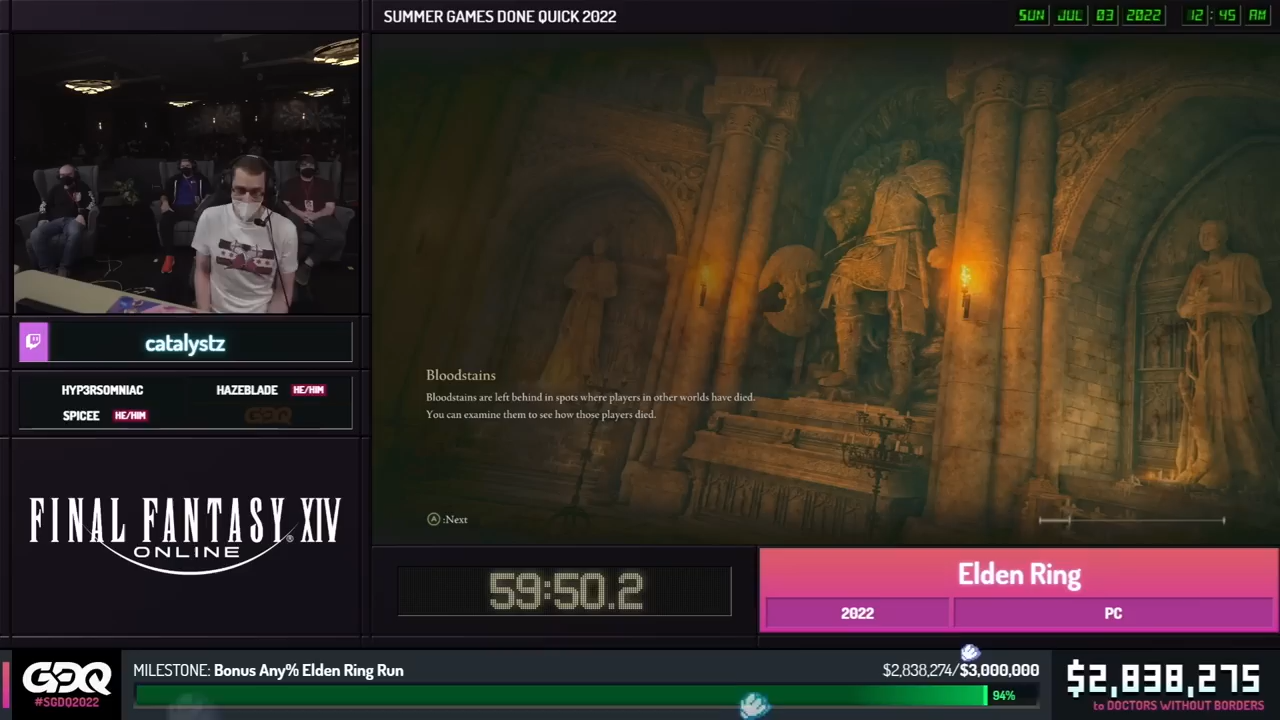 SUMMER GAMES DONE QUICK 2022
SUN JUL 03 2022 12:45 AM
catalystz
HYP3RSOMNIAC
HAZEBLADE HE/HIM
SPICEE HE/HIM
GDQ
FINAL FANTASY XIV
ONLINE
Bloodstains
Bloodstains are left behind in spots where players in other worlds have died.
You can examine them to see how those players died.
A:Next
59:50.2
Elden Ring
2022
PC
GDQ
#SGDQ2022
MILESTONE: Bonus Any% Elden Ring Run
$2,838,274/$3,000,000
94%
$2,838,275
to DOCTORS WITHOUT BORDERS